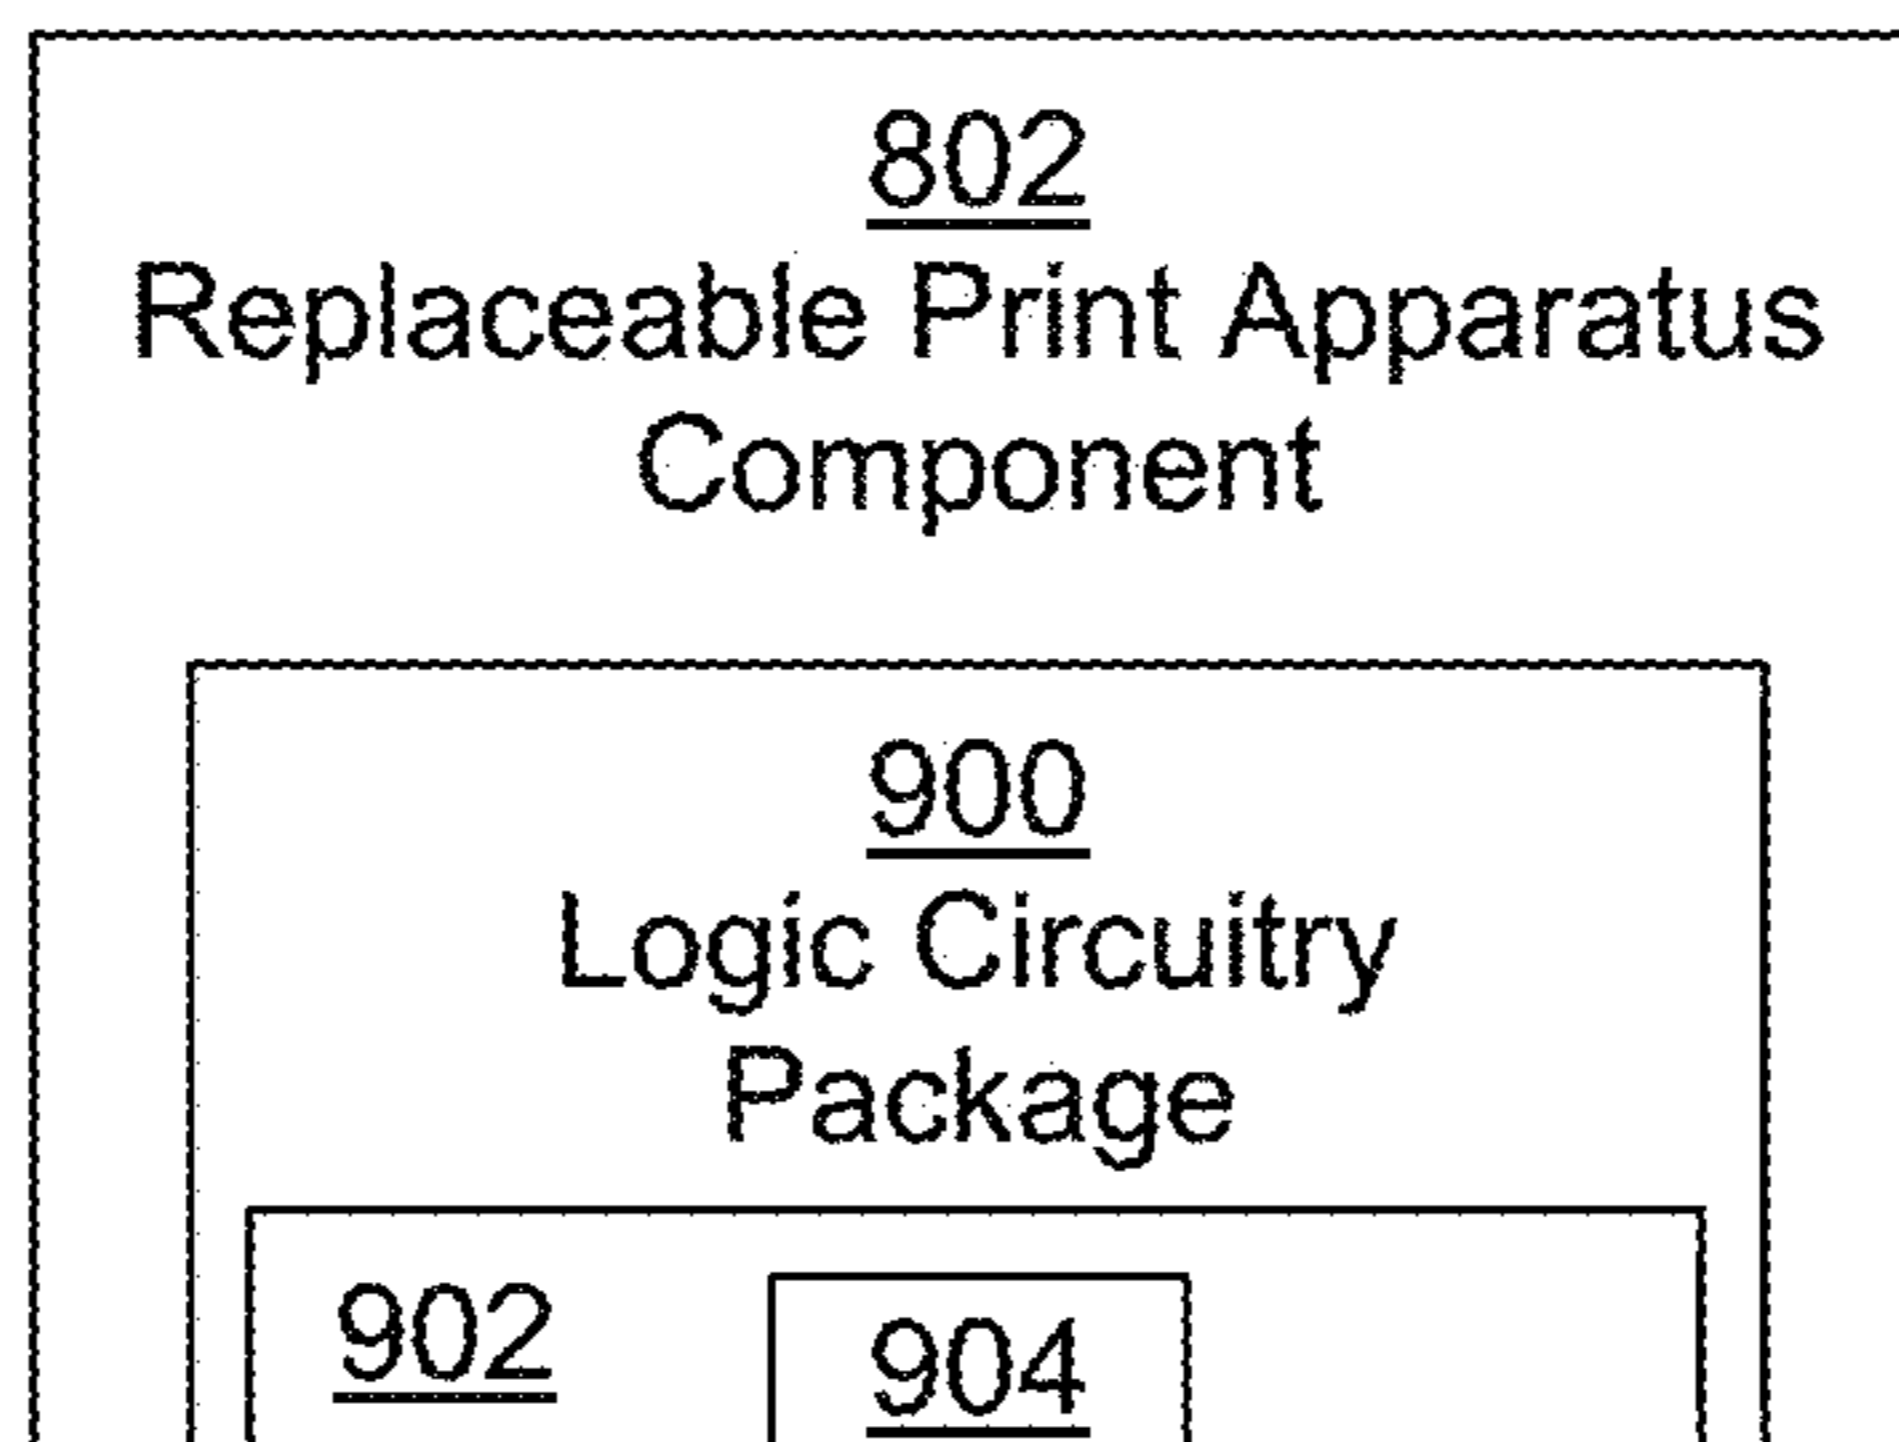 802
Replaceable Print Apparatus
Component
900
Logic Circuitry
Package
902
904